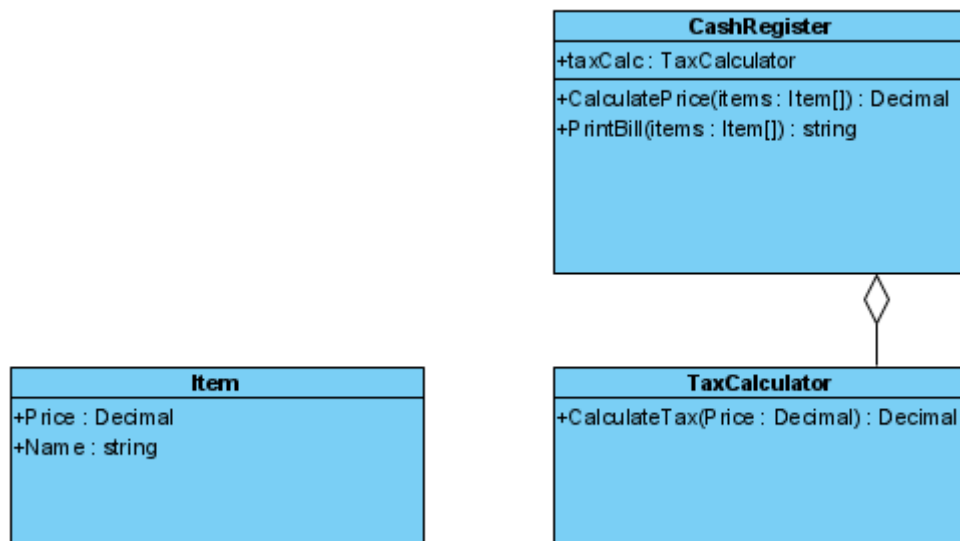 CashRegister
+taxCalc : TaxCalculator
+CalculatePrice(items : Item[]) : Decimal
+PrintBill(items : Item[]) : string
Item
+Price : Decimal
+Name : string
TaxCalculator
+CalculateTax(Price : Decimal) : Decimal